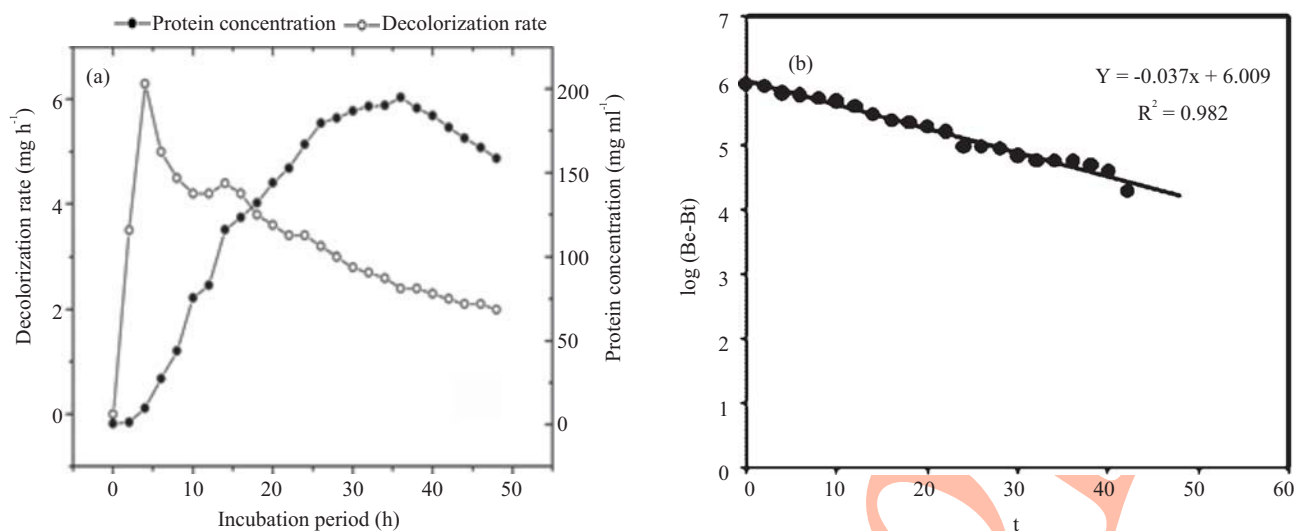 Protein concentration Decolorization rate
(a)
Decolorization rate (mg h⁻¹)
6
4
2
0
200
150
100
50
0
Protein concentration (mg ml⁻¹)
0 10 20 30 40 50
Incubation period (h)
(b)
Y = -0.037x + 6.009
R² = 0.982
log (Be-Bt)
7
6
5
4
3
2
1
0
0 10 20 30 40 50 60
t